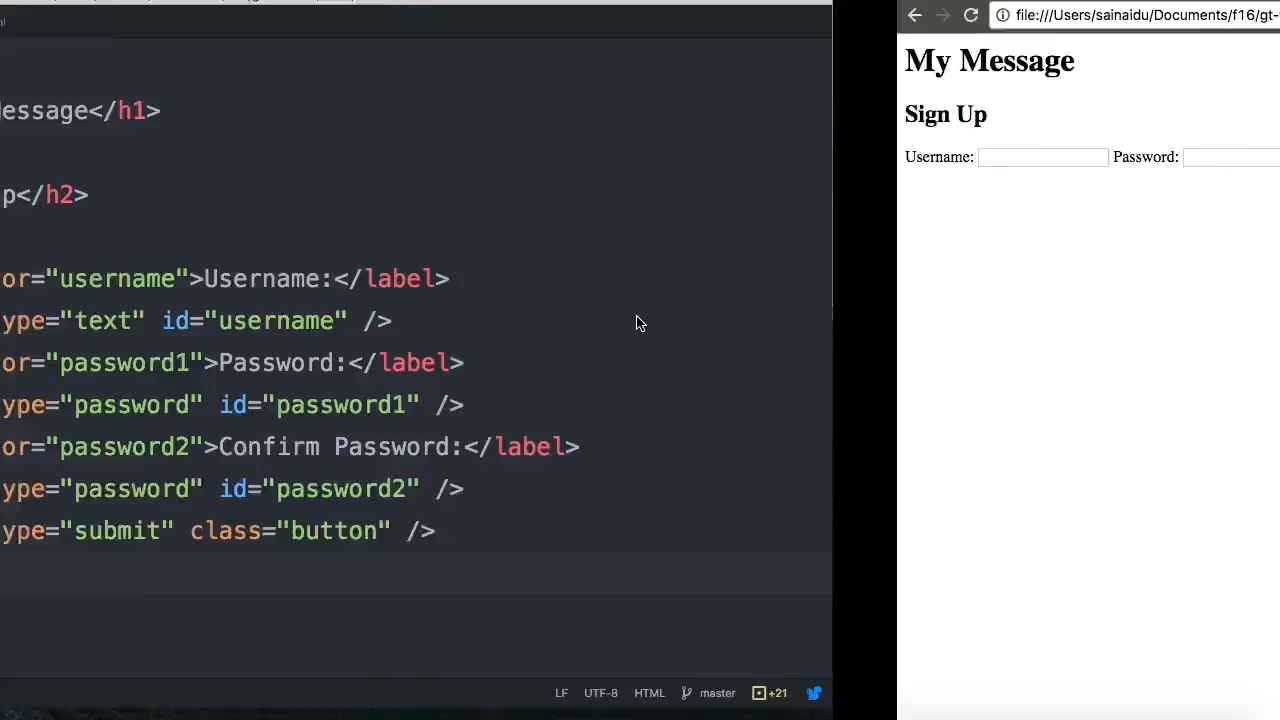 essage</h1>
p</h2>
or="username">Username:</label>
ype="text" id="username" />
or="password1">Password:</label>
ype="password" id="password1" />
or="password2">Confirm Password:</label>
ype="password" id="password2" />
ype="submit" class="button" />
LF UTF-8 HTML master +21
file:///Users/sainaidu/Documents/f16/gt-
My Message
Sign Up
Username: Password: